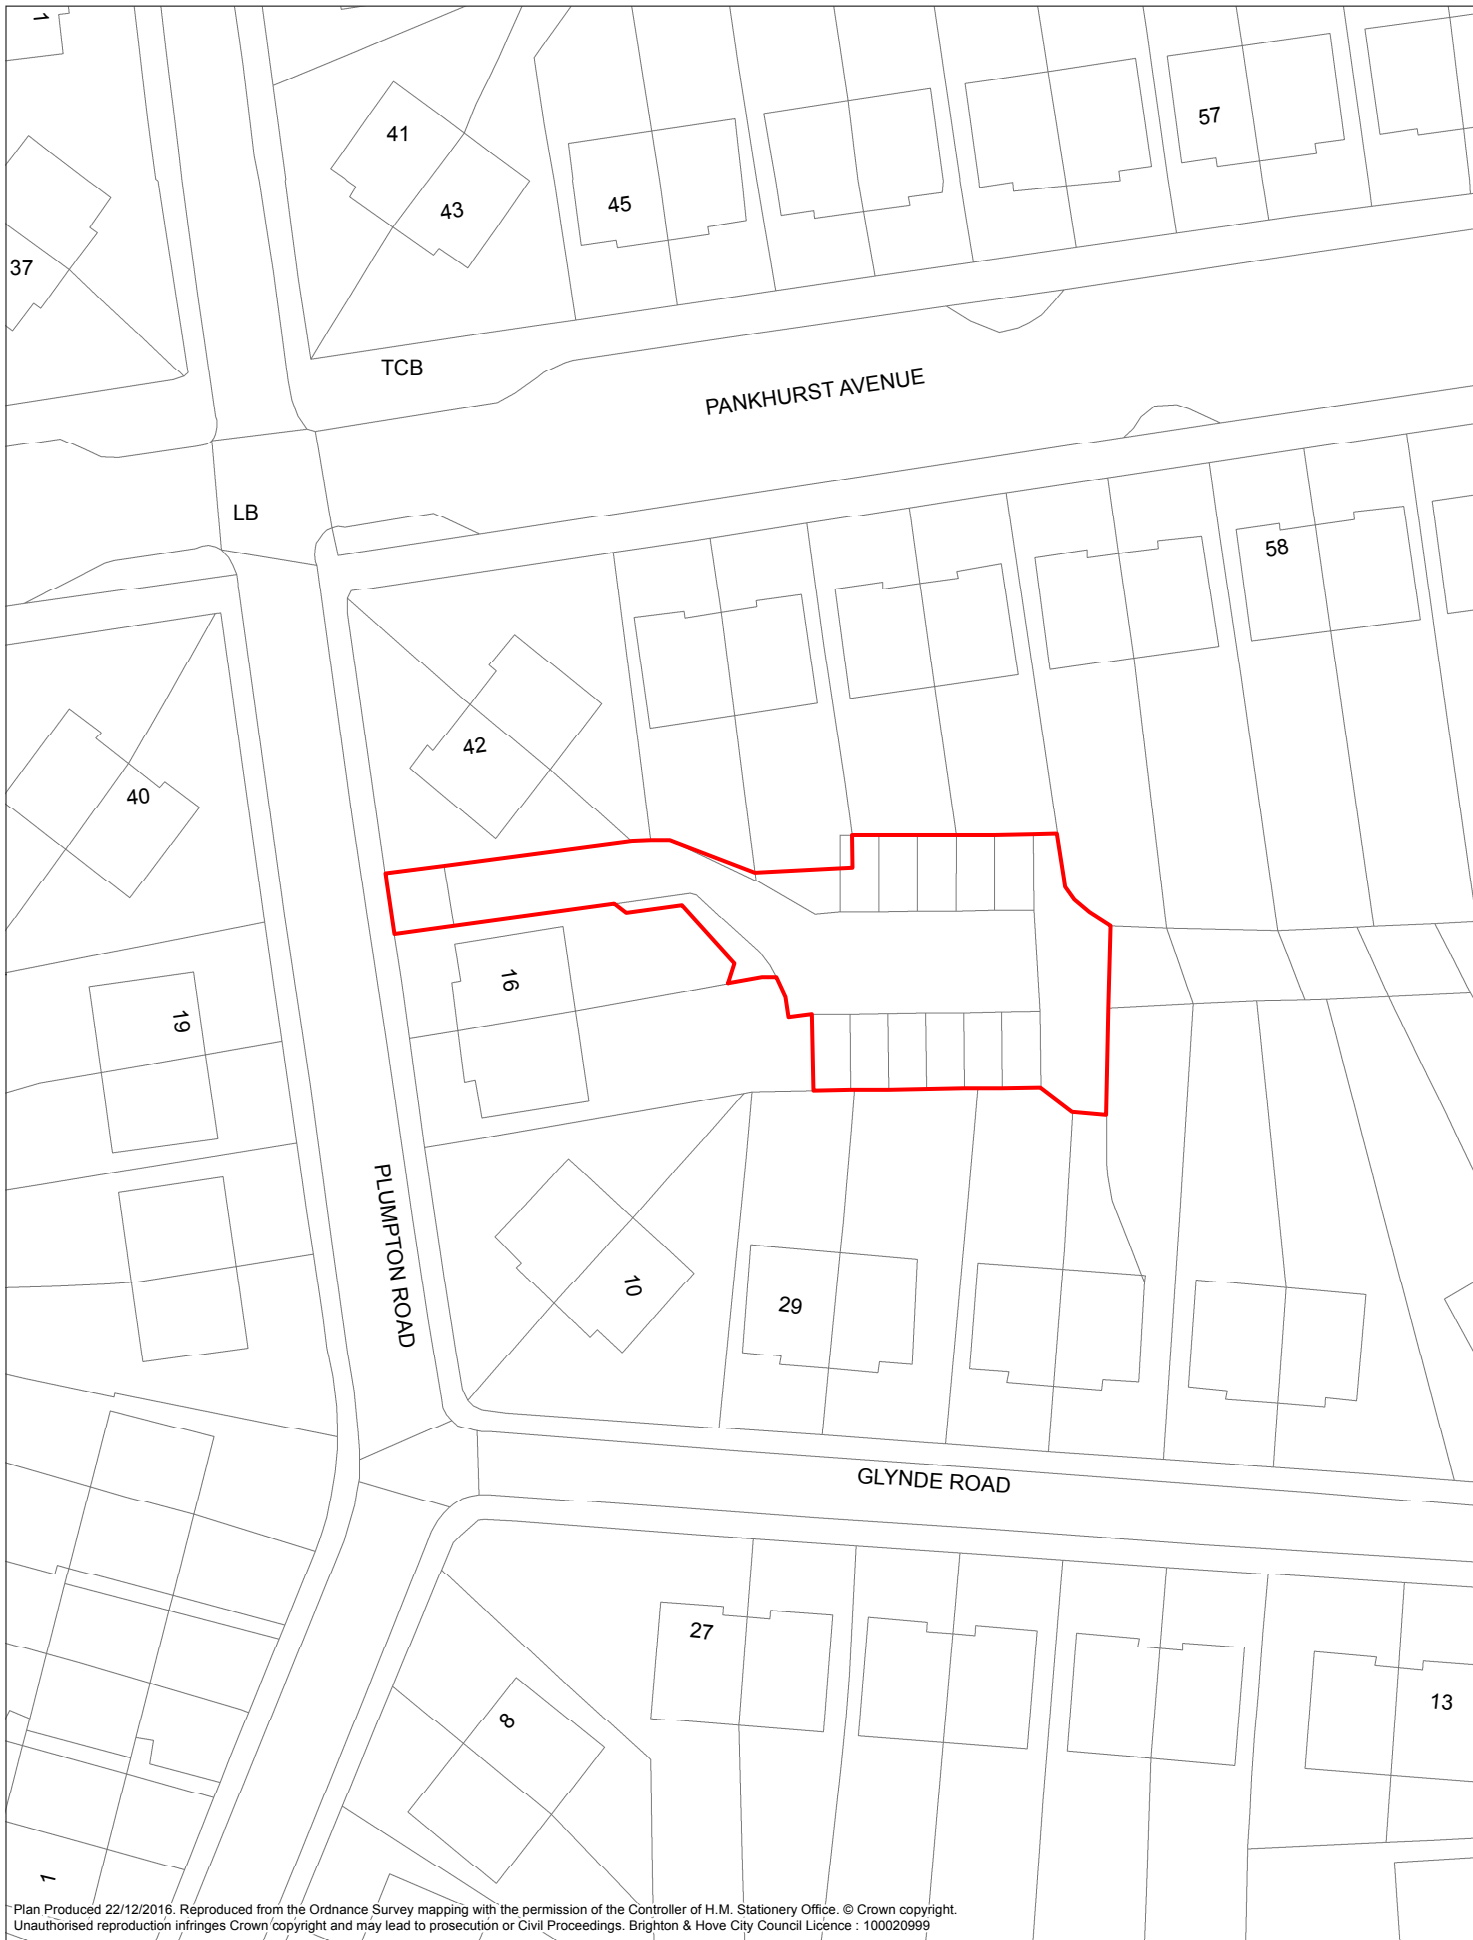 1
41
57
45
43
37
TCB
PANKHURST AVENUE
LB
58
42
40
16
19
PLUMPTON ROAD
10
29
GLYNDE ROAD
27
13
8
1
Plan Produced 22/12/2016. Reproduced from the Ordnance Survey mapping with the permission of the Controller of H.M. Stationery Office. © Crown copyright.
Unauthorised reproduction infringes Crown copyright and may lead to prosecution or Civil Proceedings. Brighton & Hove City Council Licence : 100020999